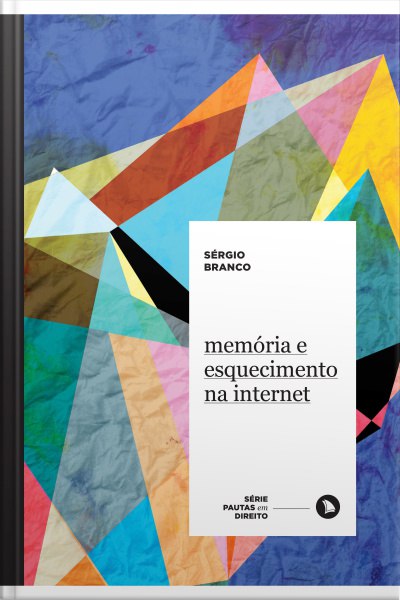 SÉRGIO
BRANCO
memória e
esquecimento
na internet
SÉRIE
PAUTAS em
DIREITO